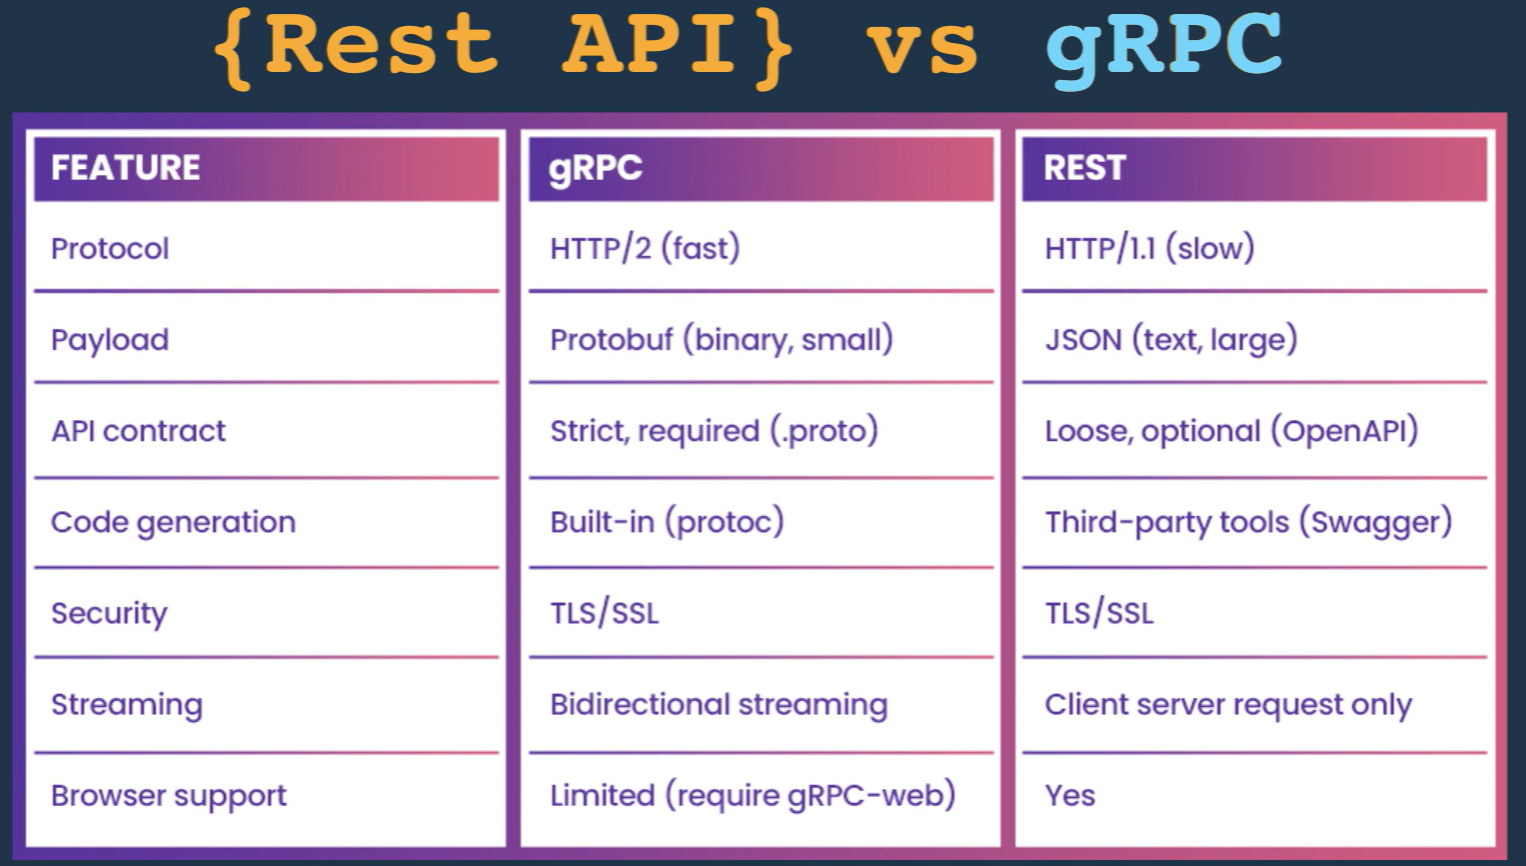 {Rest API} vs gRPC
FEATURE gRPC REST
Protocol HTTP/2 (fast) HTTP/1.1 (slow)
Payload Protobuf (binary, small) JSON (text, large)
API contract Strict, required (.proto) Loose, optional (OpenAPI)
Code generation Built-in (protoc) Third-party tools (Swagger)
Security TLS/SSL TLS/SSL
Streaming Bidirectional streaming Client server request only
Browser support Limited (require gRPC-web) Yes